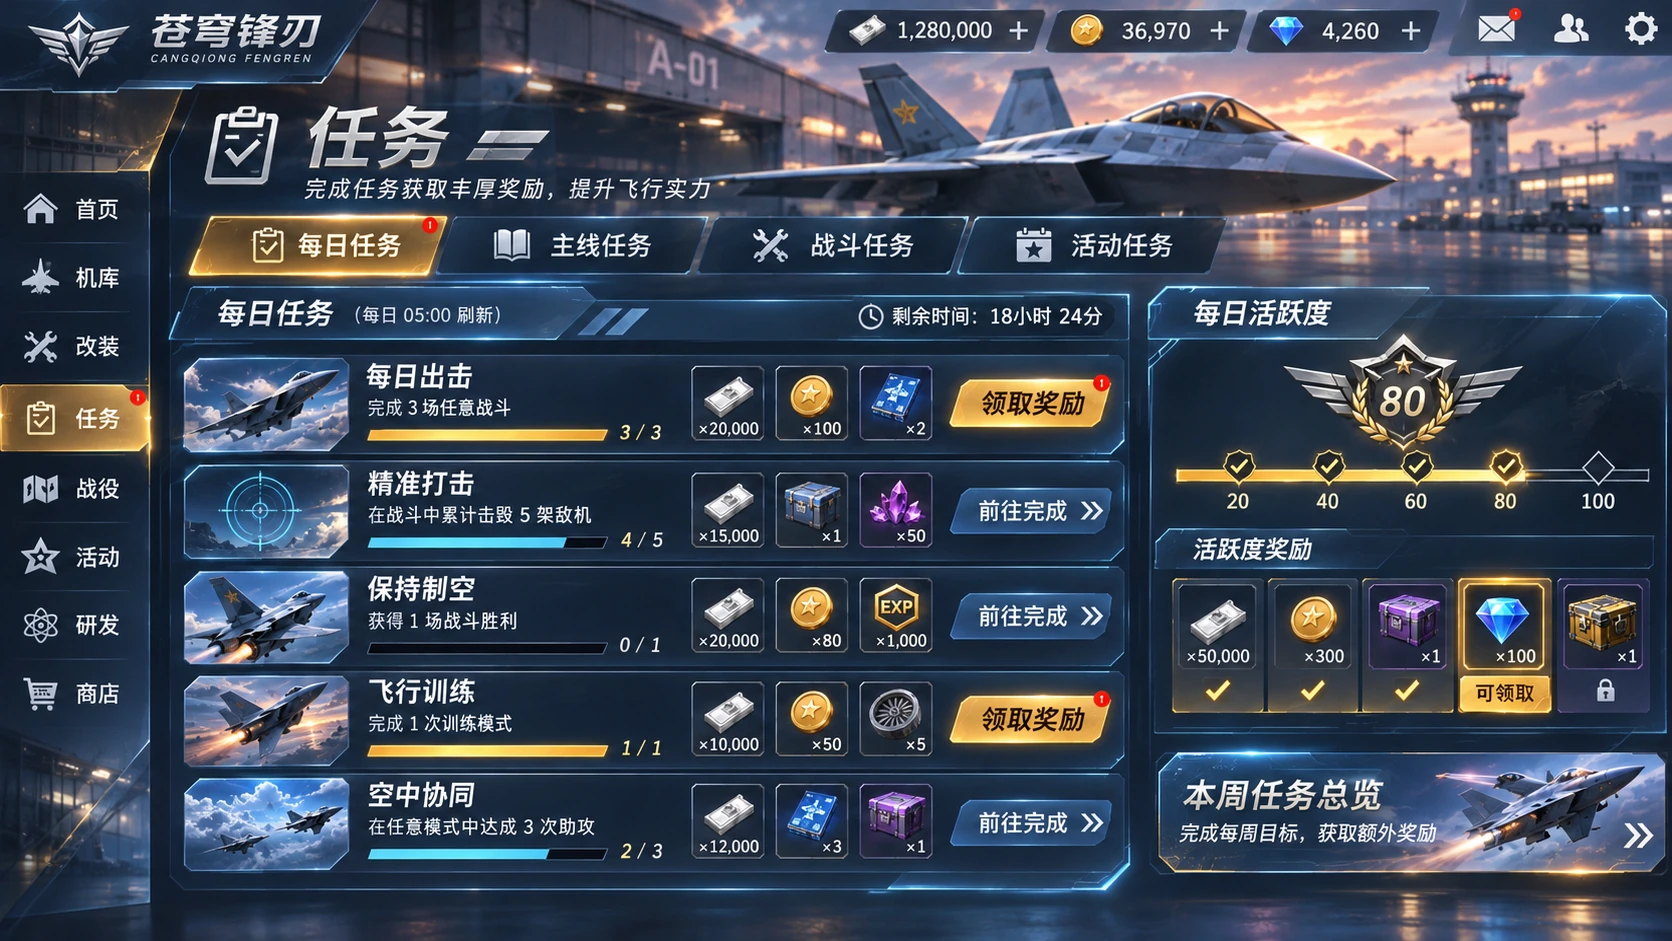 苍穹锋刃
CANGQIONG FENGREN
A-01
1,280,000 +
36,970 +
4,260 +
任务
完成任务获取丰厚奖励，提升飞行实力
首页
机库
改装
任务
战役
活动
研发
商店
每日任务
主线任务
战斗任务
活动任务
每日任务 （每日 05:00 刷新）
剩余时间：18小时 24分
每日出击
完成 3 场任意战斗
3 / 3
×20,000
×100
×2
领取奖励
精准打击
在战斗中累计击毁 5 架敌机
4 / 5
×15,000
×1
×50
前往完成
保持制空
获得 1 场战斗胜利
0 / 1
×20,000
×80
EXP
×1,000
前往完成
飞行训练
完成 1 次训练模式
1 / 1
×10,000
×50
×5
领取奖励
空中协同
在任意模式中达成 3 次助攻
2 / 3
×12,000
×3
×1
前往完成
每日活跃度
80
20
40
60
80
100
活跃度奖励
×50,000
×300
×1
×100
×1
可领取
本周任务总览
完成每周目标，获取额外奖励